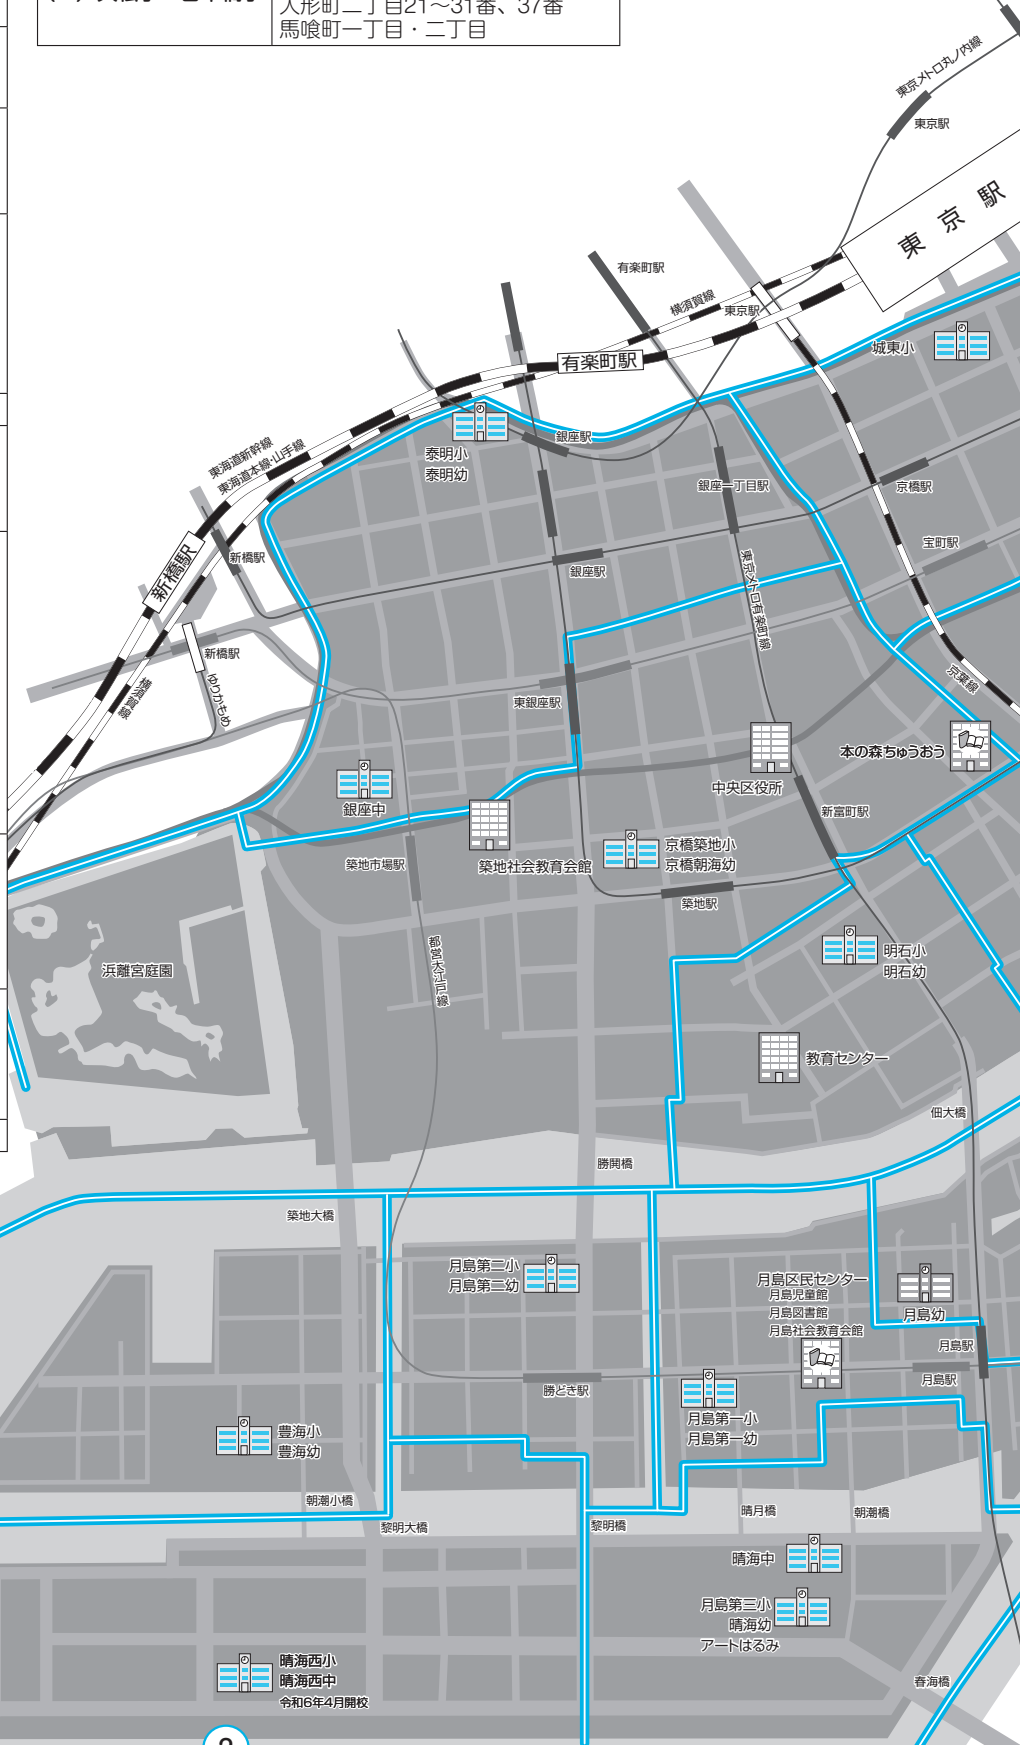 人形町二丁目21〜31番、37番
馬喰町一丁目・二丁目
東京メトロ丸ノ内線
東京駅
東京駅
有楽町駅
横須賀線
東京駅
城東小
有楽町駅
東海道新幹線
東海道本線・山手線
泰明小
泰明幼
銀座駅
銀座一丁目駅
京橋駅
新橋駅
新橋駅
銀座駅
宝町駅
東京メトロ有楽町線
新橋駅
ゆりかもめ
横須賀線
東銀座駅
京葉線
本の森ちゅうおう
中央区役所
銀座中
新富町駅
築地市場駅
築地社会教育会館
京橋築地小
京橋朝海幼
築地駅
都営大江戸線
浜離宮庭園
明石小
明石幼
教育センター
佃大橋
勝鬨橋
築地大橋
月島第二小
月島第二幼
月島区民センター
月島児童館
月島図書館
月島社会教育会館
月島幼
月島駅
月島駅
勝どき駅
月島第一小
月島第一幼
豊海小
豊海幼
朝潮小橋
黎明大橋
黎明橋
晴月橋
朝潮橋
晴海中
月島第三小
晴海幼
アートはるみ
晴海西小
晴海西中
令和6年4月開校
春海橋